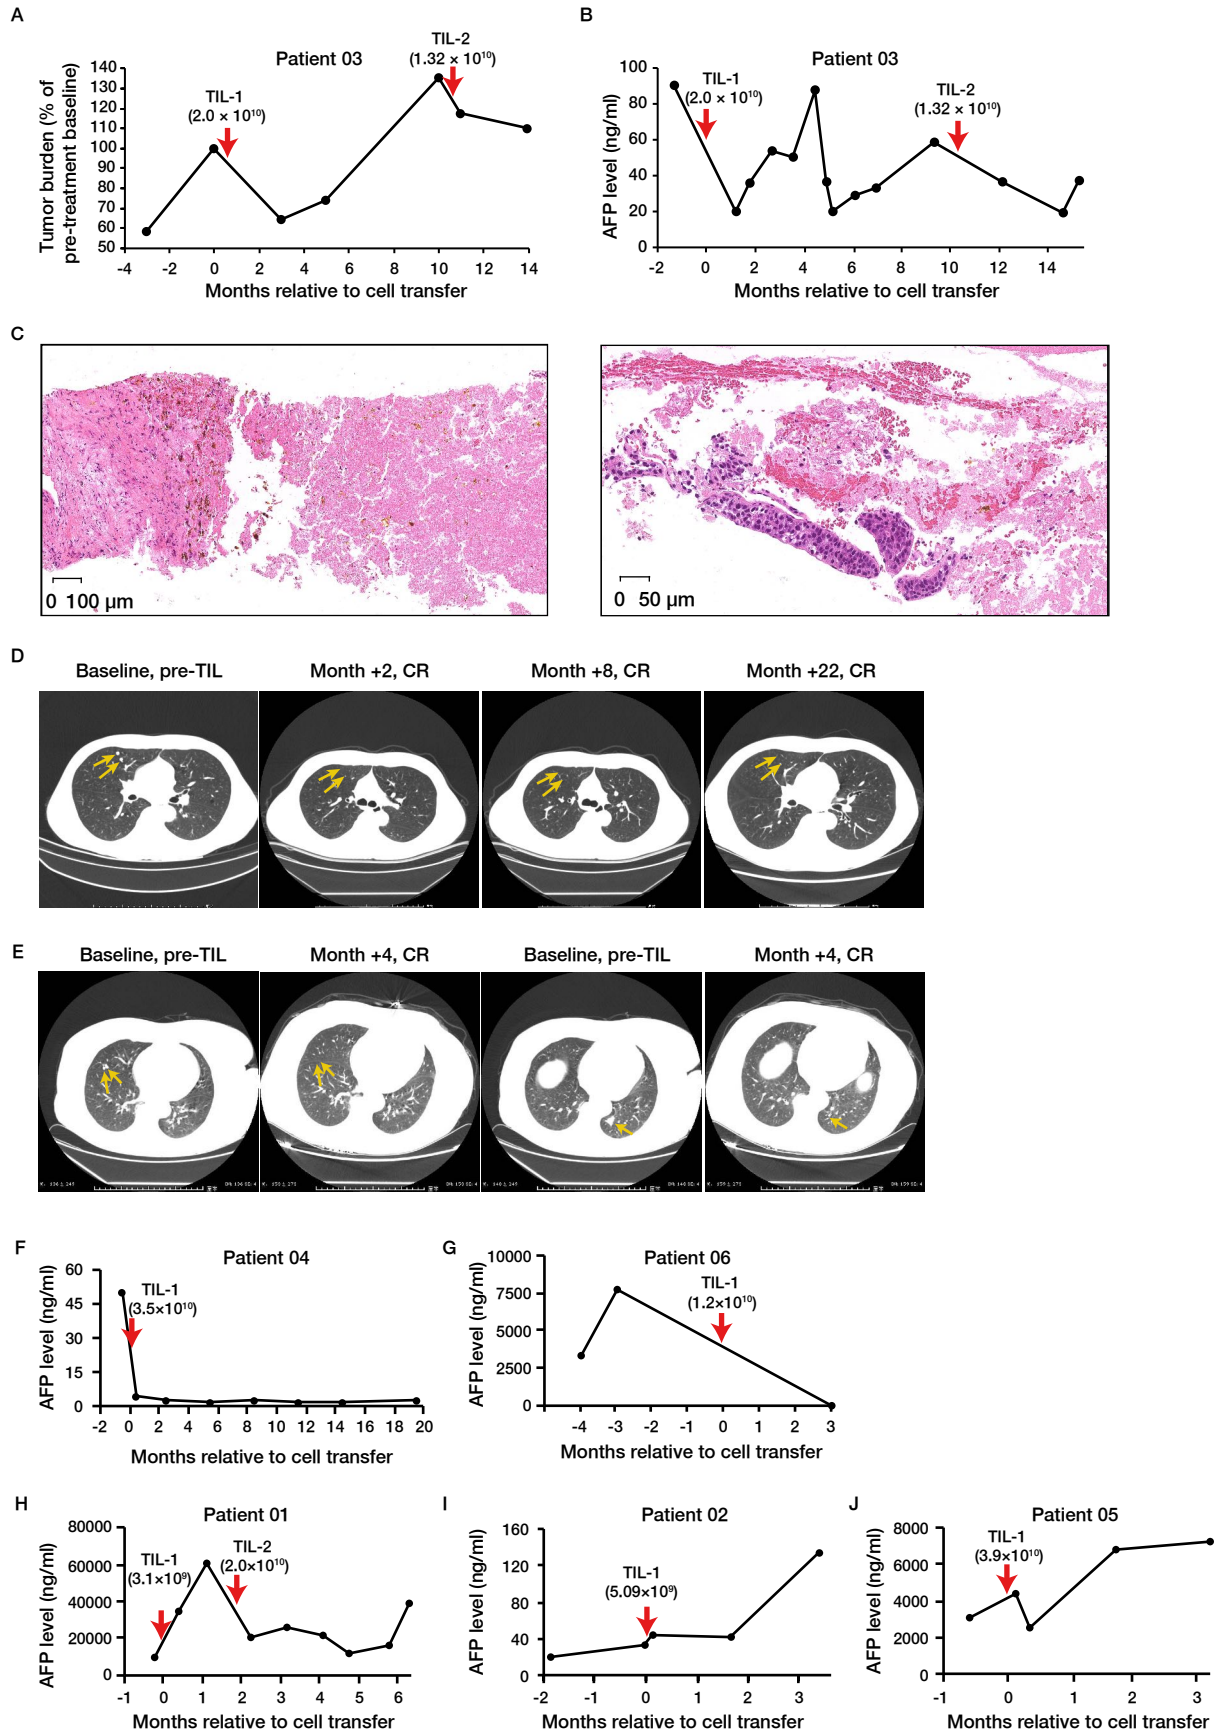 A
Patient 03
TIL-1
(2.0 × 10¹⁰)
TIL-2
(1.32 × 10¹⁰)
Tumor burden (% of
pre-treatment baseline)
140
130
120
110
100
90
80
70
60
50
-4 -2 0 2 4 6 8 10 12 14
Months relative to cell transfer
B
Patient 03
TIL-1
(2.0 × 10¹⁰)
TIL-2
(1.32 × 10¹⁰)
AFP level (ng/ml)
100
80
60
40
20
0
-2 0 2 4 6 8 10 12 14
Months relative to cell transfer
C
0 100 µm
0 50 µm
D
Baseline, pre-TIL
Month +2, CR
Month +8, CR
Month +22, CR
E
Baseline, pre-TIL
Month +4, CR
Baseline, pre-TIL
Month +4, CR
F
Patient 04
TIL-1
(3.5×10¹⁰)
AFP level (ng/ml)
60
45
30
15
0
-2 0 2 4 6 8 10 12 14 16 18 20
Months relative to cell transfer
G
Patient 06
TIL-1
(1.2×10¹⁰)
AFP level (ng/ml)
10000
7500
5000
2500
0
-4 -3 -2 -1 0 1 2 3
Months relative to cell transfer
H
Patient 01
TIL-1
(3.1×10⁹)
TIL-2
(2.0×10¹⁰)
AFP level (ng/ml)
80000
60000
40000
20000
0
-1 0 1 2 3 4 5 6
Months relative to cell transfer
I
Patient 02
TIL-1
(5.09×10⁹)
AFP level (ng/ml)
160
120
80
40
0
-2 -1 0 1 2 3
Months relative to cell transfer
J
Patient 05
TIL-1
(3.9×10¹⁰)
AFP level (ng/ml)
8000
6000
4000
2000
0
-1 0 1 2 3
Months relative to cell transfer